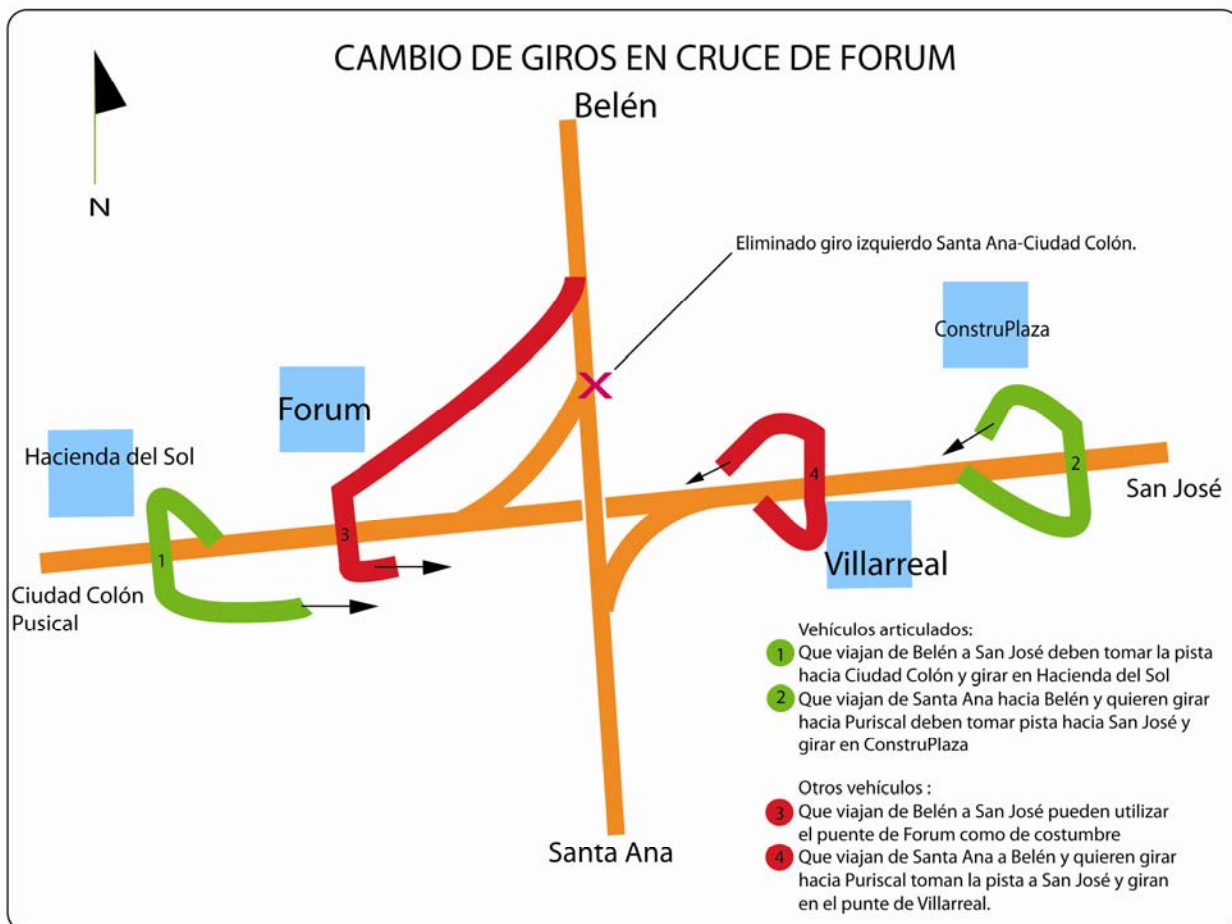 CAMBIO DE GIROS EN CRUCE DE FORUM
Belén
N
Eliminado giro izquierdo Santa Ana-Ciudad Colón.
ConstruPlaza
Forum
Hacienda del Sol
4
2
San José
3
1
Villarreal
Ciudad Colón
Pusical
Santa Ana
Vehículos articulados:
1 Que viajan de Belén a San José deben tomar la pista
hacia Ciudad Colón y girar en Hacienda del Sol
2 Que viajan de Santa Ana hacia Belén y quieren girar
hacia Puriscal deben tomar pista hacia San José y
girar en ConstruPlaza
Otros vehículos :
3 Que viajan de Belén a San José pueden utilizar
el puente de Forum como de costumbre
4 Que viajan de Santa Ana a Belén y quieren girar
hacia Puriscal toman la pista a San José y giran
en el punte de Villarreal.